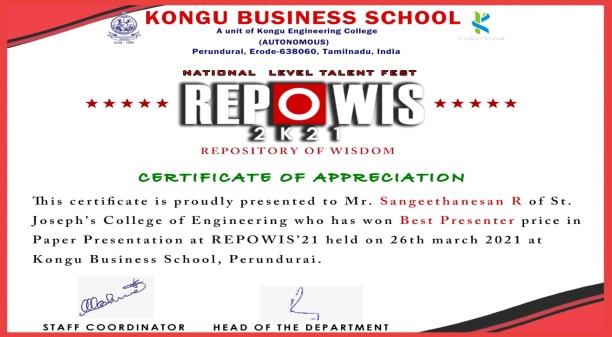 KONGU BUSINESS SCHOOL
A unit of Kongu Engineering College
(AUTONOMOUS)
Perundurai, Erode-638060, Tamilnadu, India
NATIONAL LEVEL TALENT FEST
REPOWIS
2K21
REPOSITORY OF WISDOM
CERTIFICATE OF APPRECIATION
This certificate is proudly presented to Mr. Sangeethanesan R of St.
Joseph's College of Engineering who has won Best Presenter price in
Paper Presentation at REPOWIS'21 held on 26th march 2021 at
Kongu Business School, Perundurai.
STAFF COORDINATOR HEAD OF THE DEPARTMENT